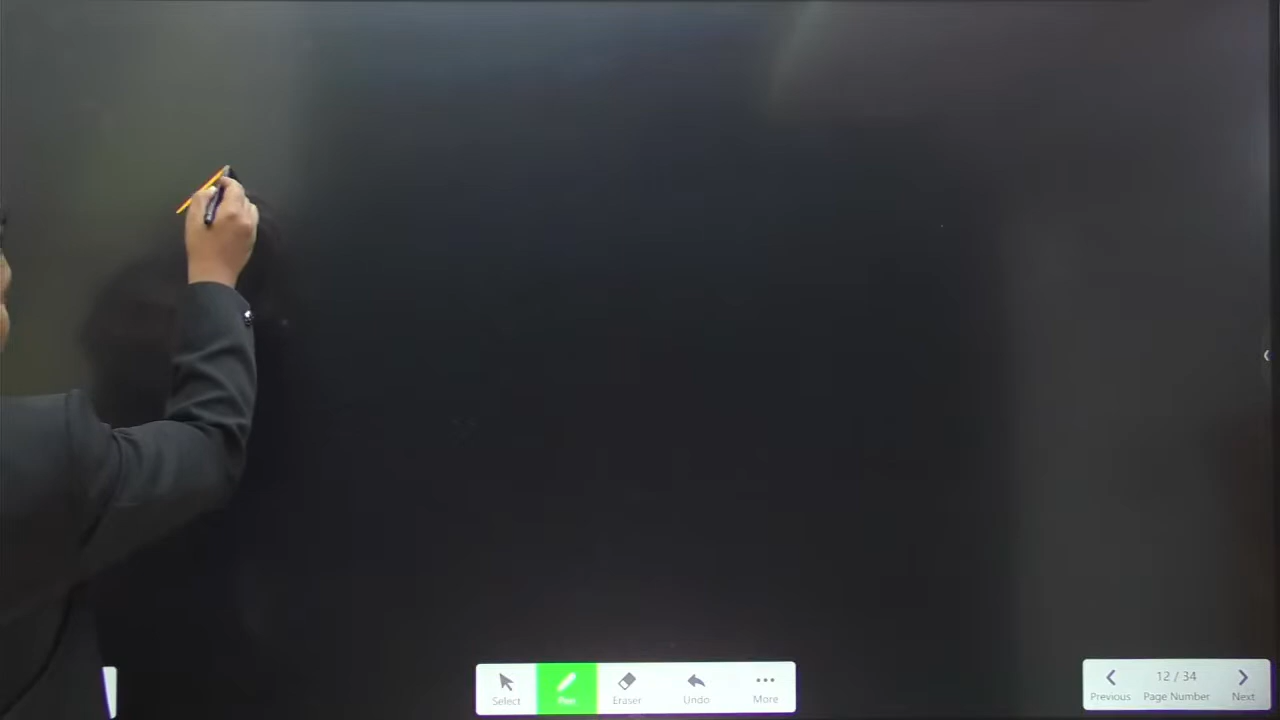 Select
Pen
Eraser
Undo
More
Previous
12 / 34
Page Number
Next